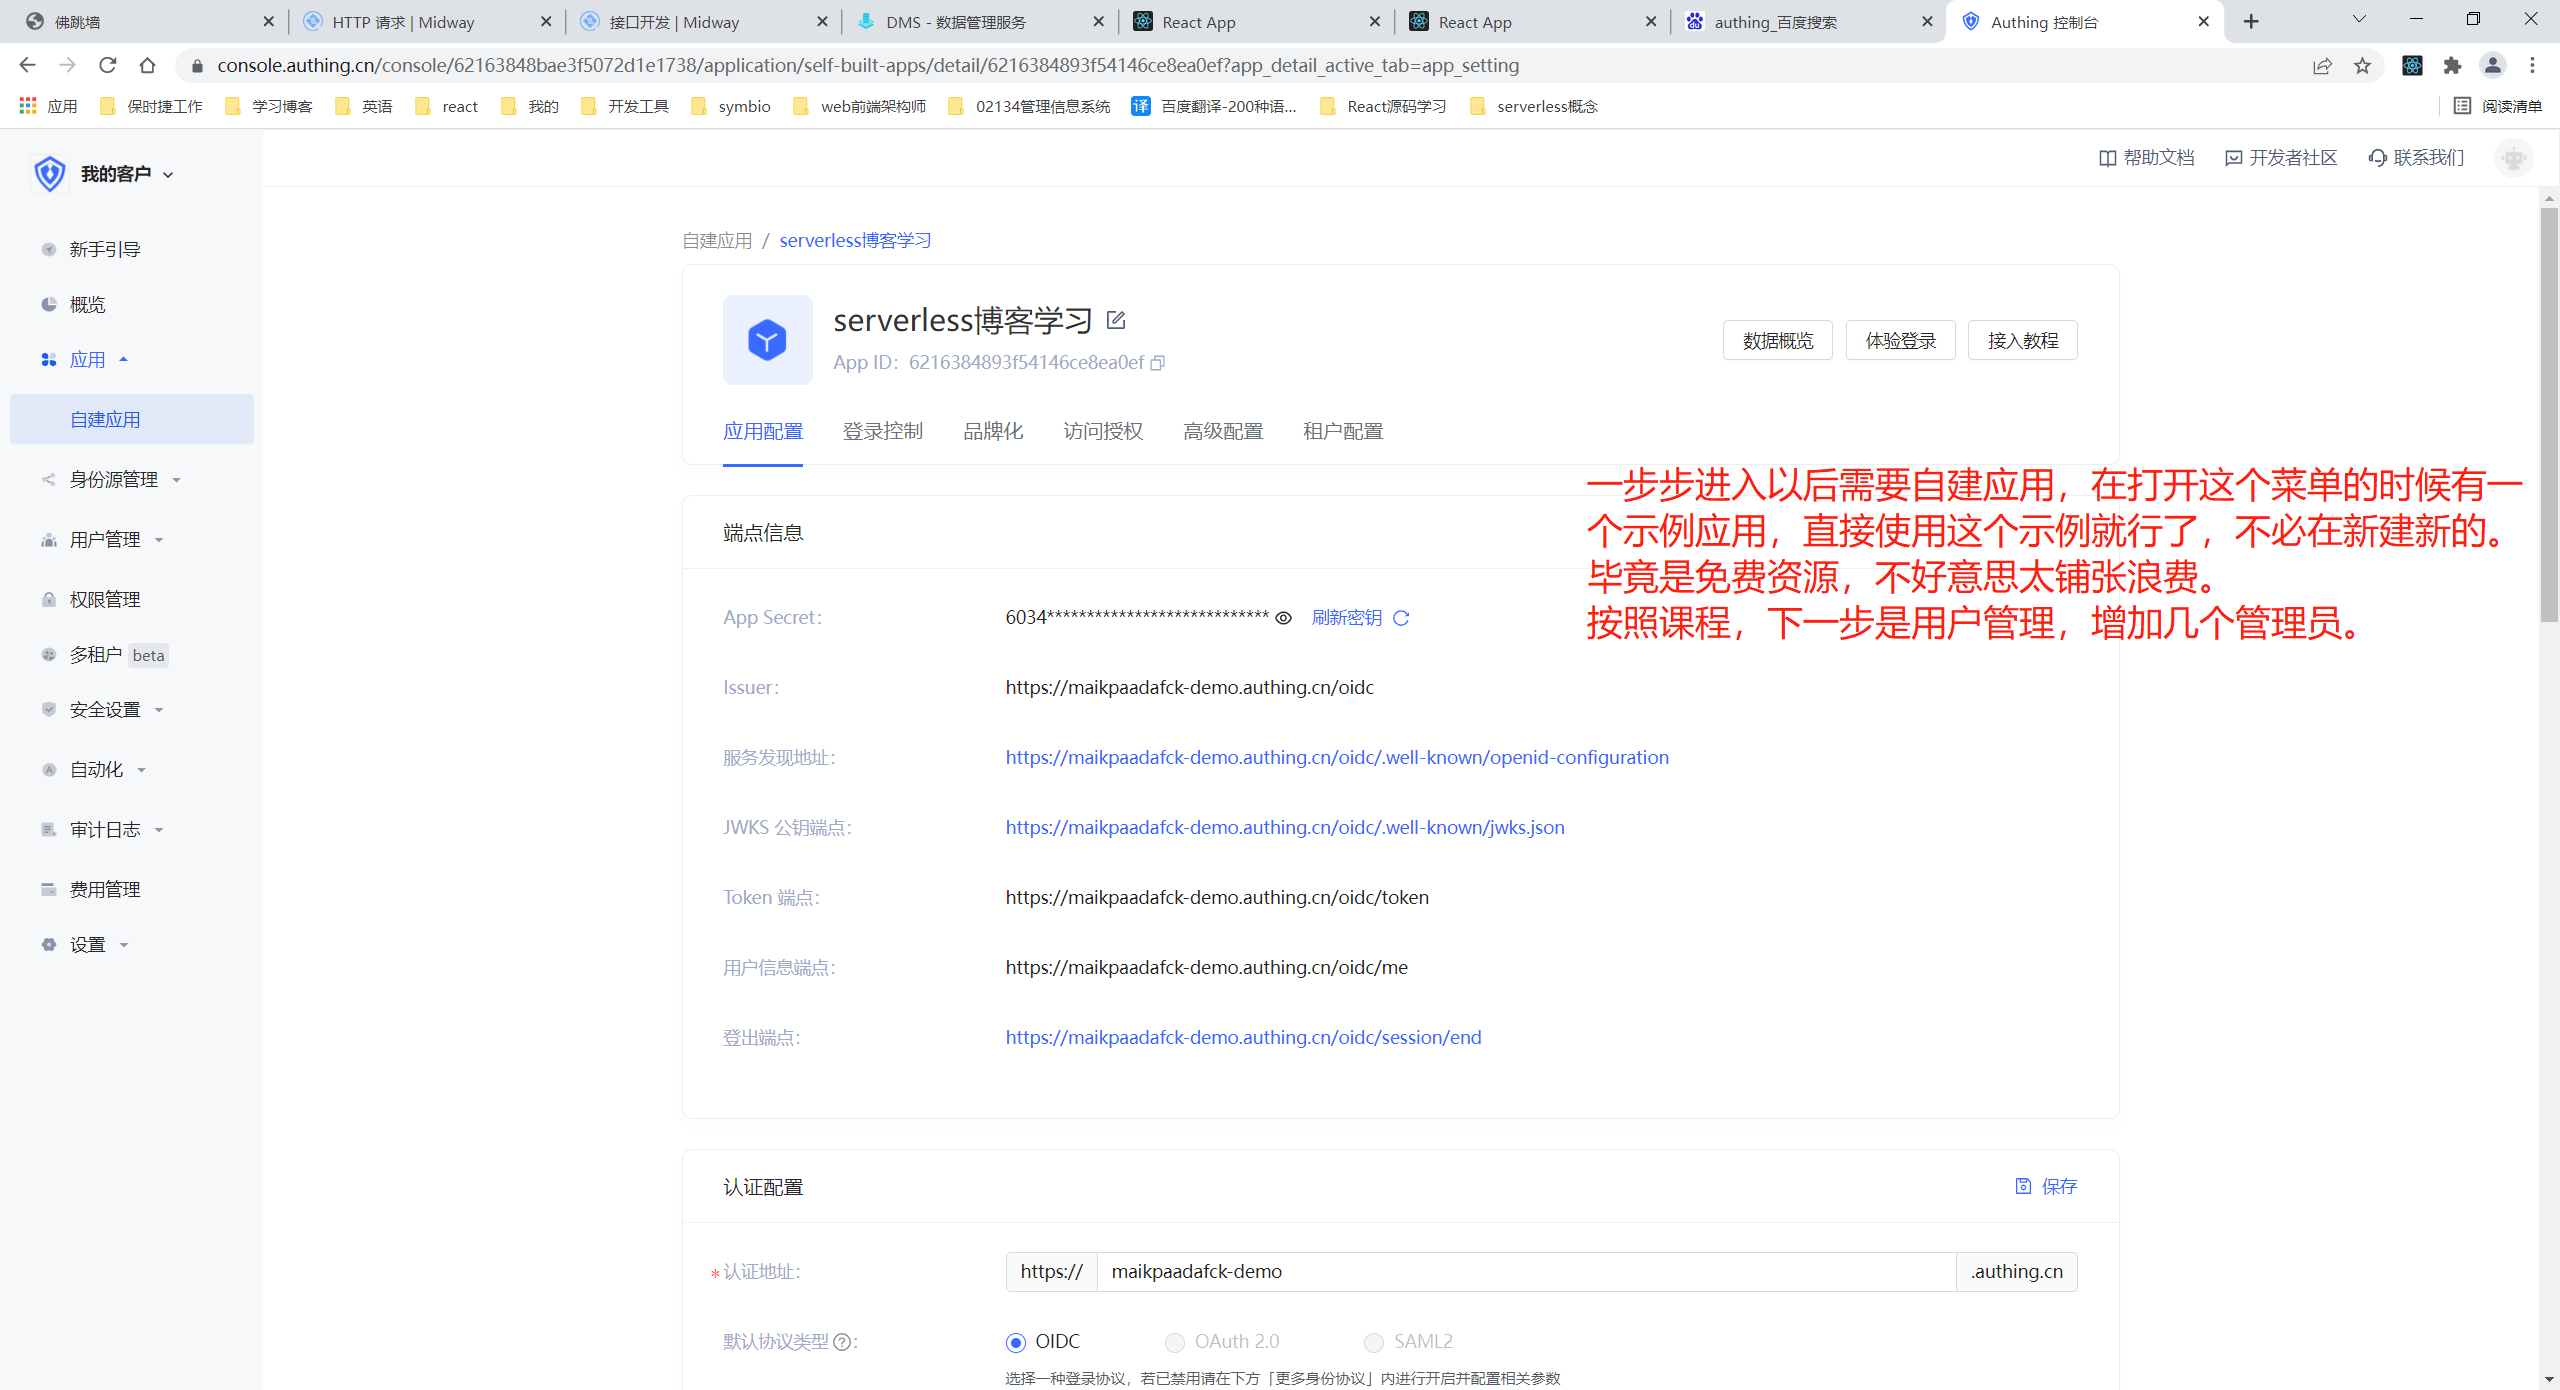 佛跳墙
HTTP 请求 | Midway
接口开发 | Midway
DMS - 数据管理服务
React App
React App
authing_百度搜索
Authing 控制台
console.authing.cn/console/62163848bae3f5072d1e1738/application/self-built-apps/detail/6216384893f54146ce8ea0ef?app_detail_active_tab=app_setting
应用
保时捷工作
学习博客
英语
react
我的
开发工具
symbio
web前端架构师
02134管理信息系统
译 百度翻译-200种语...
React源码学习
serverless概念
阅读清单
我的客户
帮助文档
开发者社区
联系我们
新手引导
概览
应用
自建应用
身份源管理
用户管理
权限管理
多租户 beta
安全设置
自动化
审计日志
费用管理
设置
自建应用 / serverless博客学习
serverless博客学习
App ID: 6216384893f54146ce8ea0ef
数据概览
体验登录
接入教程
应用配置
登录控制
品牌化
访问授权
高级配置
租户配置
一步步进入以后需要自建应用，在打开这个菜单的时候有一
个示例应用，直接使用这个示例就行了，不必在新建新的。
毕竟是免费资源，不好意思太铺张浪费。
按照课程，下一步是用户管理，增加几个管理员。
端点信息
App Secret: 6034**************************** 刷新密钥
Issuer: https://maikpaadafck-demo.authing.cn/oidc
服务发现地址: https://maikpaadafck-demo.authing.cn/oidc/.well-known/openid-configuration
JWKS 公钥端点: https://maikpaadafck-demo.authing.cn/oidc/.well-known/jwks.json
Token 端点: https://maikpaadafck-demo.authing.cn/oidc/token
用户信息端点: https://maikpaadafck-demo.authing.cn/oidc/me
登出端点: https://maikpaadafck-demo.authing.cn/oidc/session/end
认证配置
保存
* 认证地址: https:// maikpaadafck-demo .authing.cn
默认协议类型 ? : OIDC OAuth 2.0 SAML2
选择一种登录协议，若已禁用请在下方「更多身份协议」内进行开启并配置相关参数